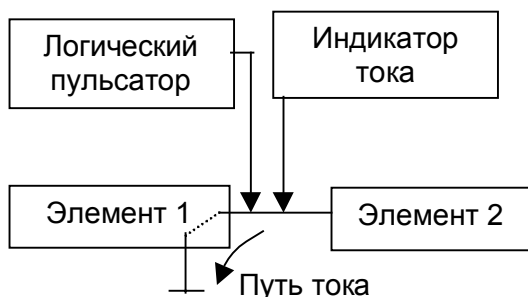 Логический
пульсатор
Индикатор
тока
Элемент 1
Элемент 2
Путь тока